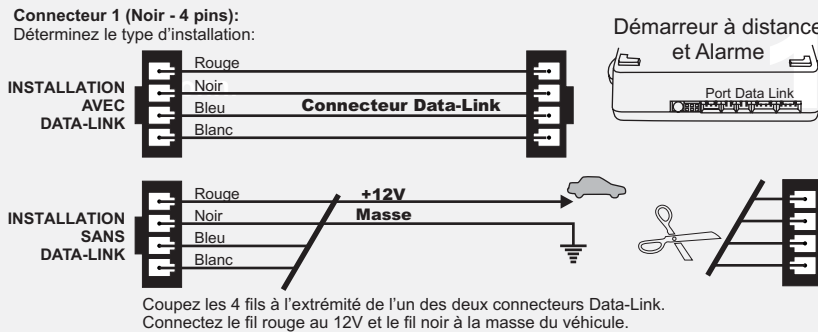 Connecteur 1 (Noir - 4 pins):
Déterminez le type d'installation:
Démarreur à distance
et Alarme
Port Data Link
INSTALLATION
AVEC
DATA-LINK
Rouge
Noir
Bleu
Blanc
Connecteur Data-Link
INSTALLATION
SANS
DATA-LINK
Rouge
Noir
Bleu
Blanc
+12V
Masse
Coupez les 4 fils à l'extrémité de l'un des deux connecteurs Data-Link.
Connectez le fil rouge au 12V et le fil noir à la masse du véhicule.